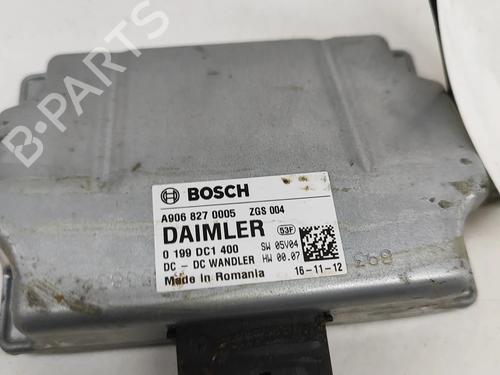 B-PARTS
BOSCH
A906 827 0005 ZGS 004
DAIMLER 53F
0 199 DC1 400 SW 05V04
DC - DC WANDLER HW 00.07
Made in Romania 16-11-12